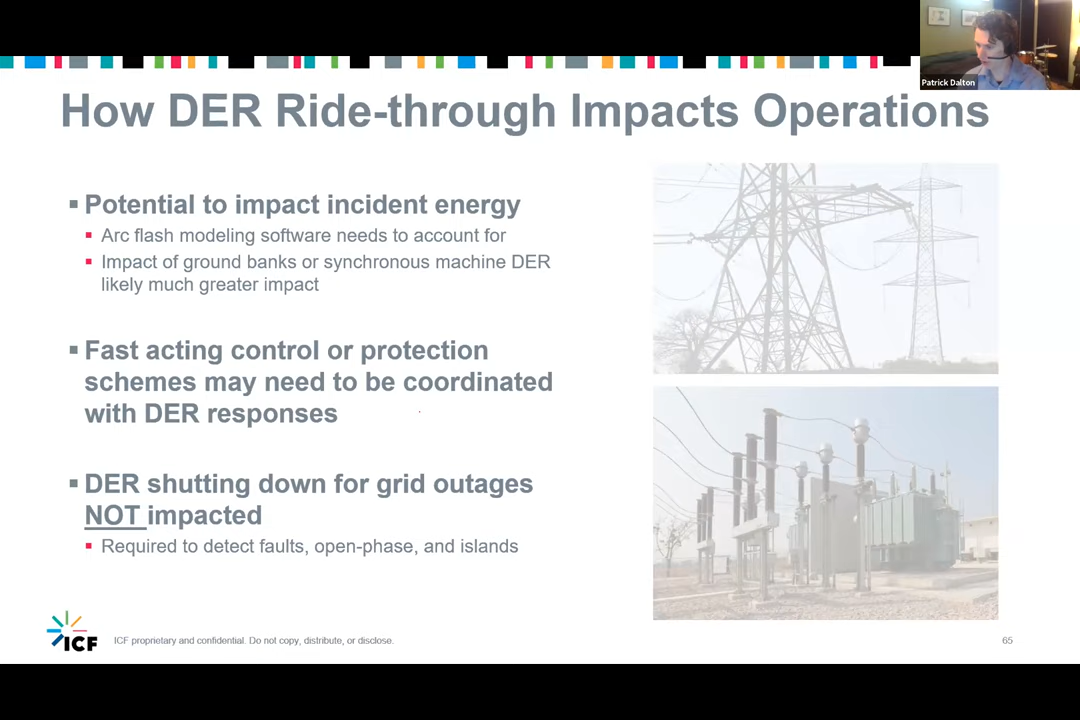 Patrick Dalton
How DER Ride-through Impacts Operations
▪ Potential to impact incident energy
▪ Arc flash modeling software needs to account for
▪ Impact of ground banks or synchronous machine DER
likely much greater impact
▪ Fast acting control or protection
schemes may need to be coordinated
with DER responses
▪ DER shutting down for grid outages
NOT impacted
▪ Required to detect faults, open-phase, and islands
ICF
ICF proprietary and confidential. Do not copy, distribute, or disclose.
65